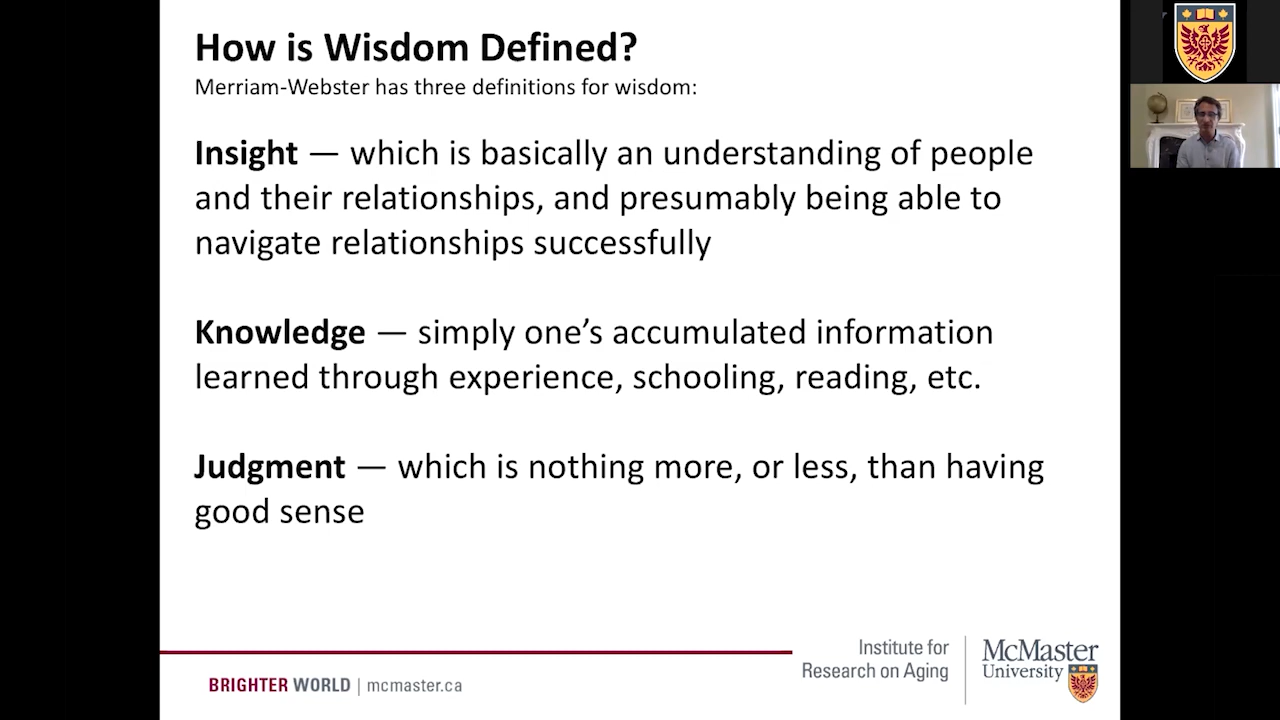 How is Wisdom Defined?
Merriam-Webster has three definitions for wisdom:
Insight — which is basically an understanding of people
and their relationships, and presumably being able to
navigate relationships successfully
Knowledge — simply one’s accumulated information
learned through experience, schooling, reading, etc.
Judgment — which is nothing more, or less, than having
good sense
BRIGHTER WORLD | mcmaster.ca
Institute for
Research on Aging
McMaster
University